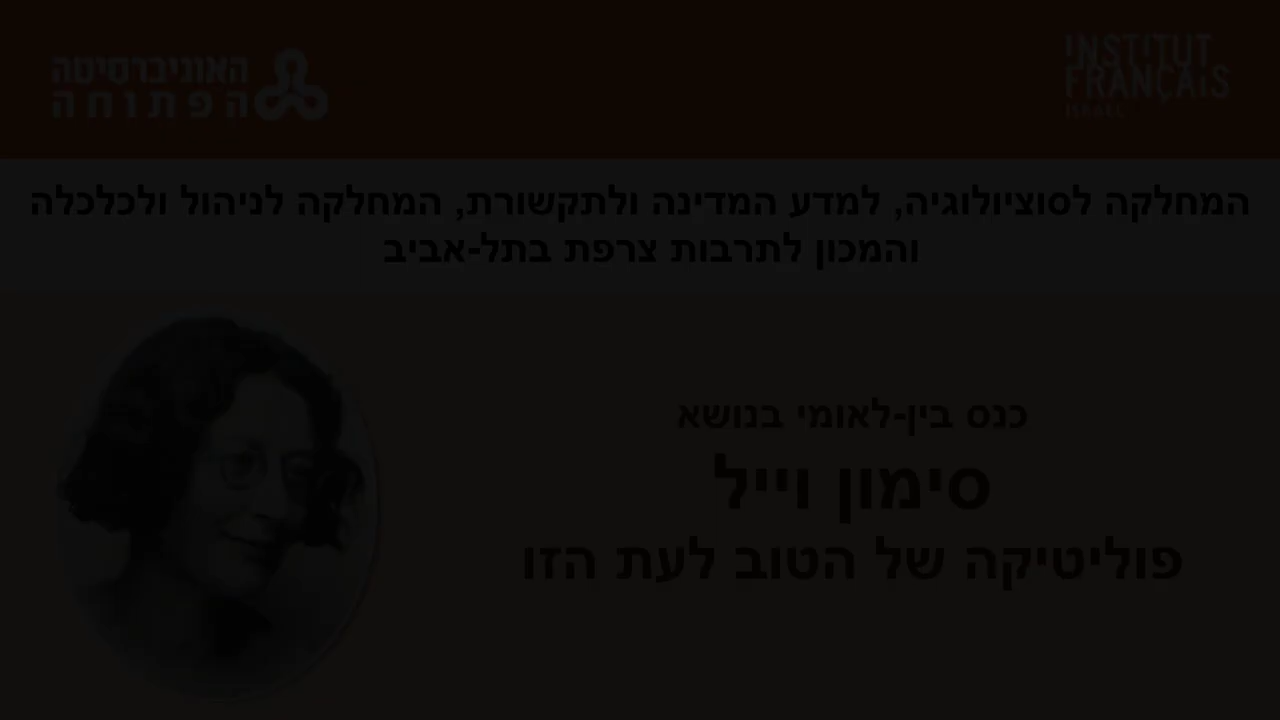 האוניברסיטה
הפתוחה
INSTITUT
FRANÇAIS
ISRAEL
המחלקה לסוציולוגיה, למדע המדינה ולתקשורת, המחלקה לניהול ולכלכלה
והמכון לתרבות צרפת בתל-אביב
כנס בין-לאומי בנושא
סימון וייל
פוליטיקה של הטוב לעת הזו